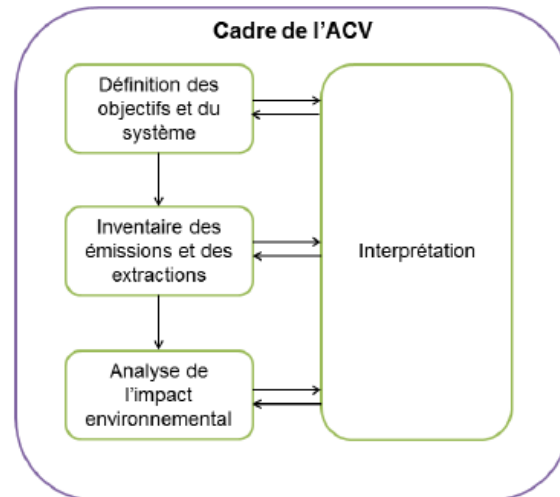 Cadre de l'ACV
Définition des
objectifs et du
système
Inventaire des
émissions et des
extractions
Interprétation
Analyse de
l'impact
environnemental